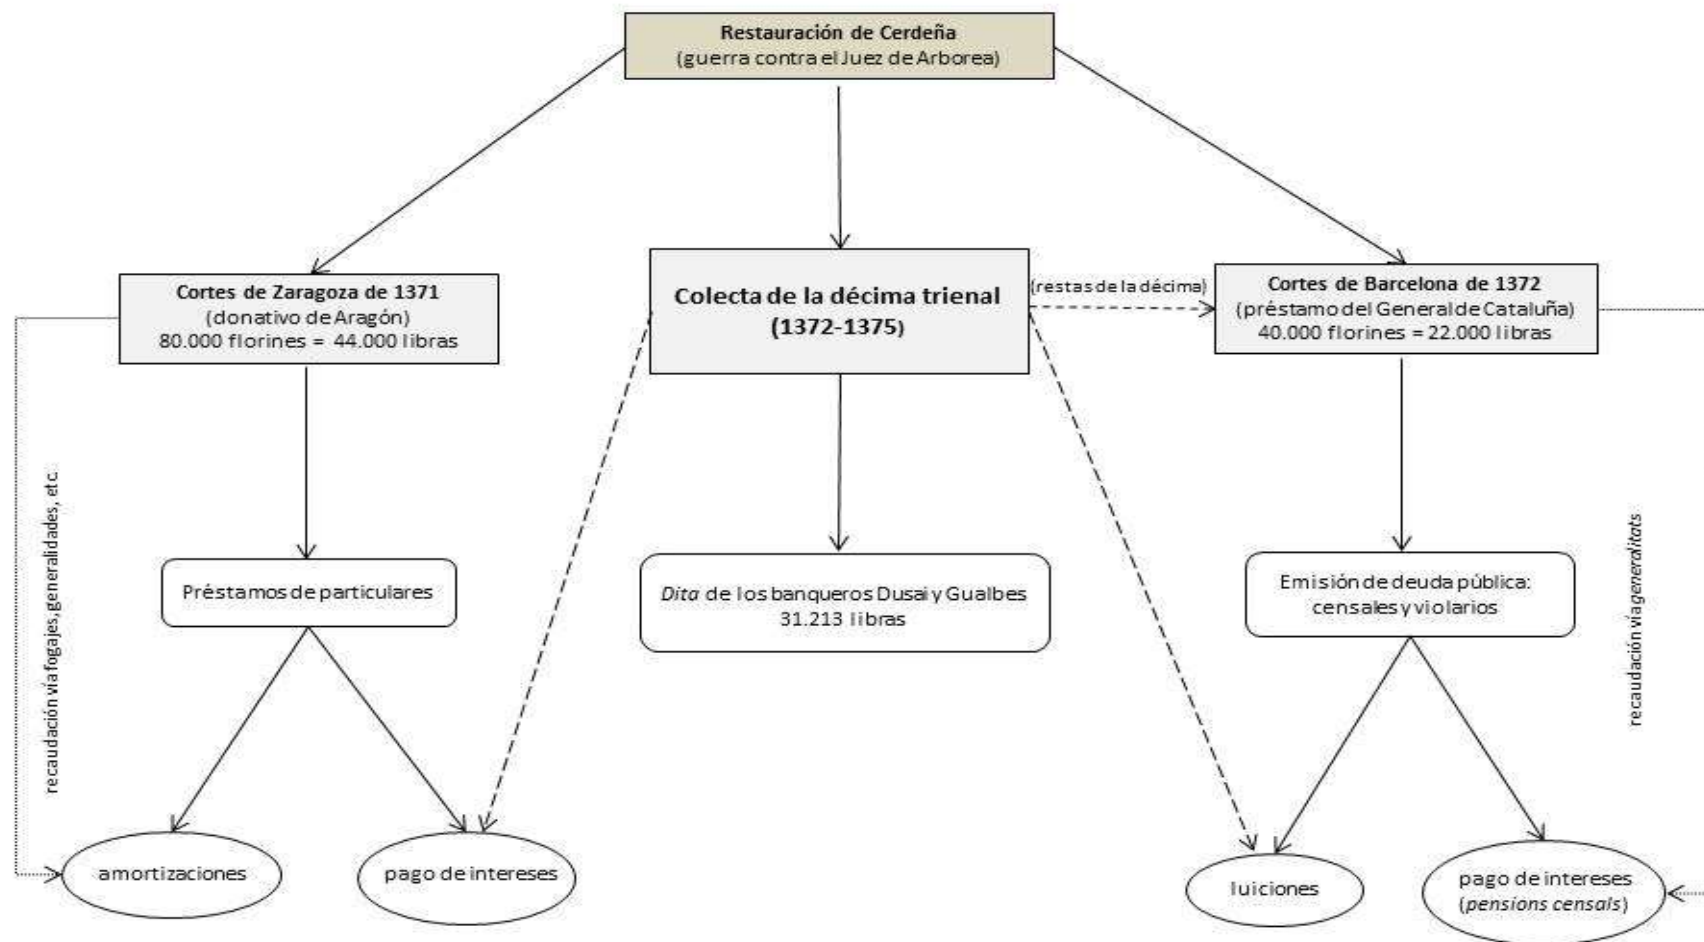 Restauración de Cerdeña
(guerra contra el Juez de Arborea)
Cortes de Zaragoza de 1371
(donativo de Aragón)
80.000 florines = 44.000 libras
Colecta de la décima trienal
(1372-1375)
(restas de la décima)
Cortes de Barcelona de 1372
(préstamo del General de Cataluña)
40.000 florines = 22.000 libras
recaudación vía fogajes, generalidades, etc.
Préstamos de particulares
Dita de los banqueros Dusai y Gualbes
31.213 libras
Emisión de deuda pública:
censales y violarios
recaudación via generalitats
amortizaciones
pago de intereses
luiciones
pago de intereses
(pensions censals)